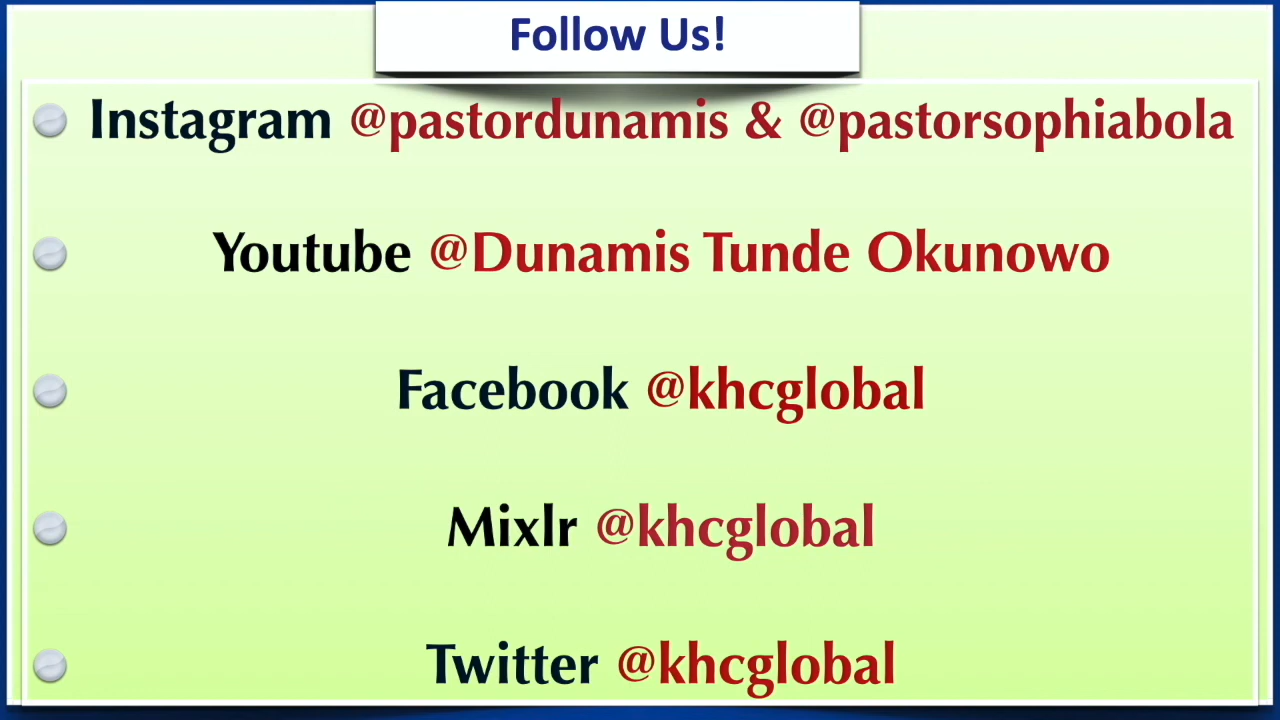 Follow Us!
Instagram @pastordunamis & @pastorsophiabola
Youtube @Dunamis Tunde Okunowo
Facebook @khcglobal
Mixlr @khcglobal
Twitter @khcglobal